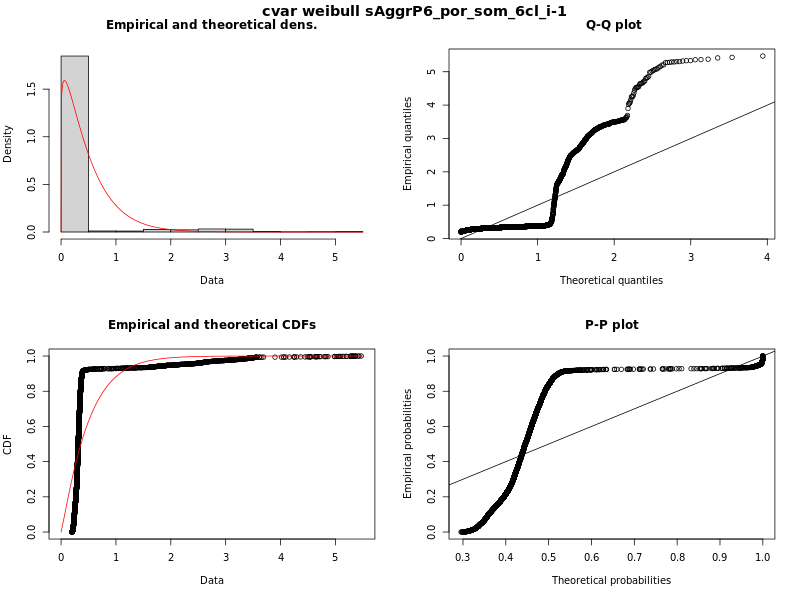 cvar weibull sAggrP6_por_som_6cl_i-1
Empirical and theoretical dens.
Density
0.0 0.5 1.0 1.5
0 1 2 3 4 5
Data
Q-Q plot
Empirical quantiles
0 1 2 3 4 5
0 1 2 3 4
Theoretical quantiles
Empirical and theoretical CDFs
CDF
0.0 0.2 0.4 0.6 0.8 1.0
0 1 2 3 4 5
Data
P-P plot
Empirical probabilities
0.0 0.2 0.4 0.6 0.8 1.0
0.3 0.4 0.5 0.6 0.7 0.8 0.9 1.0
Theoretical probabilities